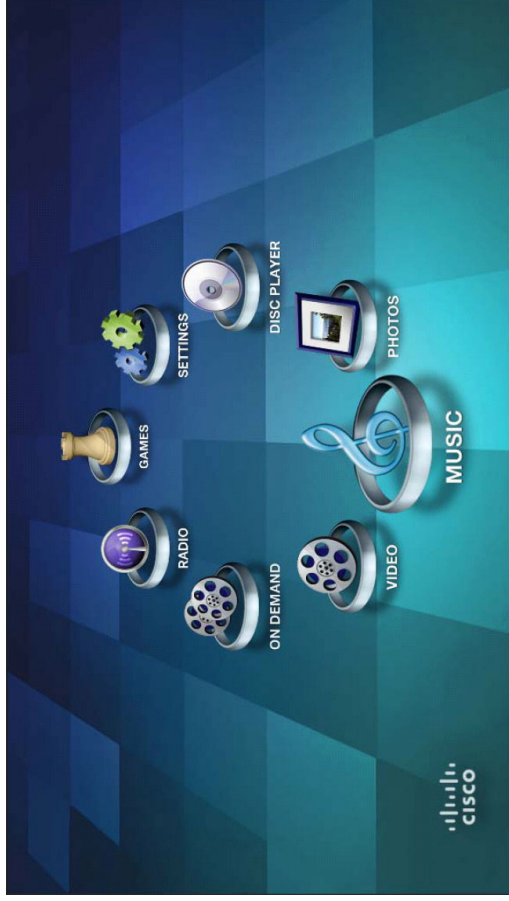 GAMES
RADIO
SETTINGS
ON DEMAND
DISC PLAYER
VIDEO
PHOTOS
MUSIC
CISCO